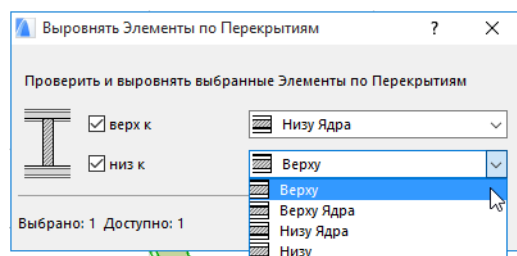 Выровнять Элементы по Перекрытиям ?
Проверить и выровнять выбранные Элементы по Перекрытиям
верх к Низу Ядра
низ к Верху
Верху
Верху Ядра
Выбрано: 1 Доступно: 1
Низу Ядра
Низу